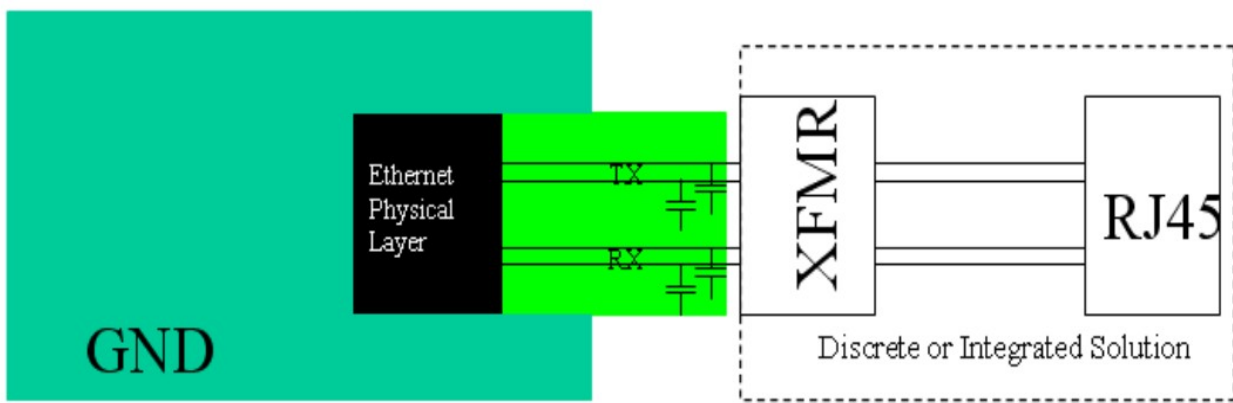 Ethernet
Physical
Layer
TX
RX
GND
XFMR
RJ45
Discrete or Integrated Solution